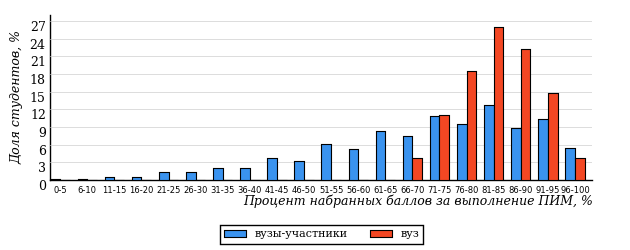 Доля студентов, %
27
24
21
18
15
12
9
6
3
0
0-5 6-10 11-15 16-20 21-25 26-30 31-35 36-40 41-45 46-50 51-55 56-60 61-65 66-70 71-75 76-80 81-85 86-90 91-95 96-100
Процент набранных баллов за выполнение ПИМ, %
вузы-участники вуз